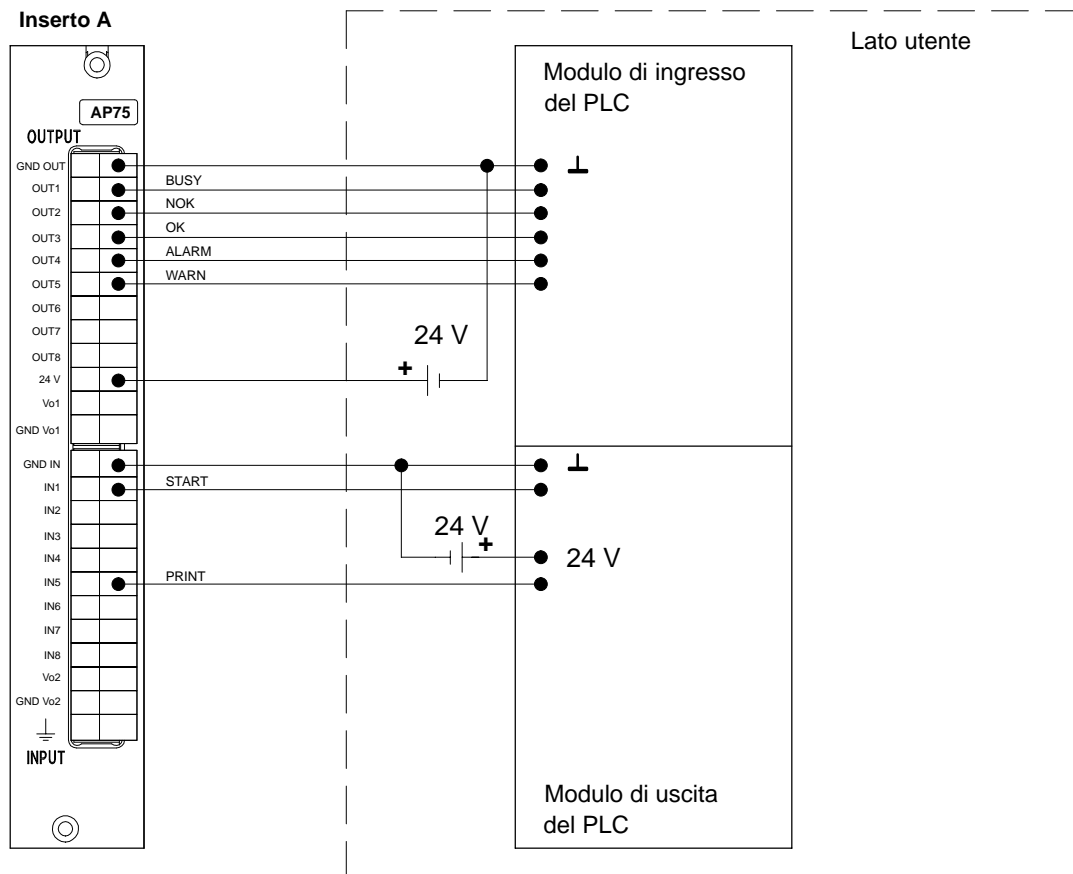 Inserto A
Lato utente
Modulo di ingresso
del PLC
AP75
OUTPUT
GND OUT
OUT1 BUSY
OUT2 NOK
OUT3 OK
OUT4 ALARM
OUT5 WARN
OUT6
OUT7
24 V
OUT8
+
24 V
Vo1
GND Vo1
GND IN
IN1 START
IN2
24 V
+
IN3
IN4
24 V
IN5 PRINT
IN6
IN7
IN8
Vo2
GND Vo2
INPUT
Modulo di uscita
del PLC